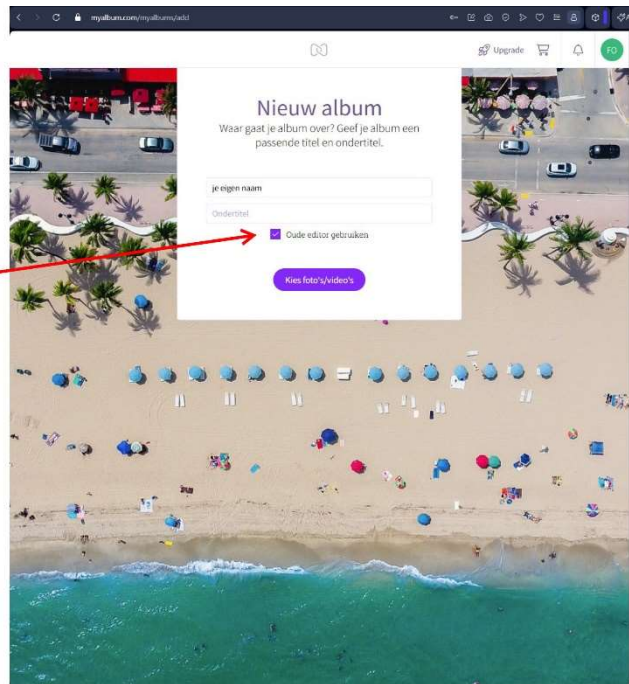 myalbum.com/myalbums/add
Upgrade
FO
Nieuw album
Waar gaat je album over? Geef je album een
passende titel en ondertitel.
je eigen naam
Ondertitel
Oude editor gebruiken
Kies foto's/video's